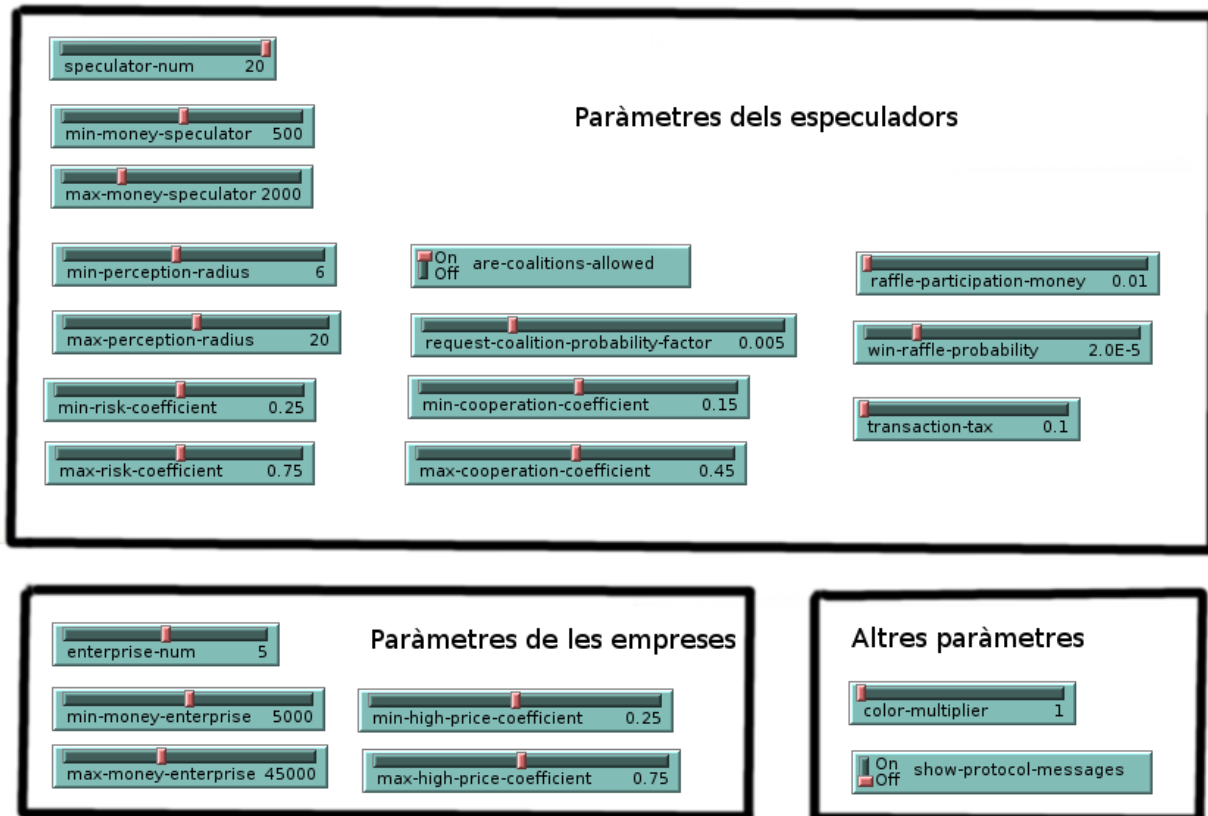 speculator-num 20
Paràmetres dels especuladors
min-money-speculator 500
max-money-speculator 2000
min-perception-radius 6
max-perception-radius 20
min-risk-coefficient 0.25
max-risk-coefficient 0.75
On
Off
are-coalitions-allowed
request-coalition-probability-factor 0.005
min-cooperation-coefficient 0.15
max-cooperation-coefficient 0.45
raffle-participation-money 0.01
win-raffle-probability 2.0E-5
transaction-tax 0.1
Paràmetres de les empreses
enterprise-num 5
min-money-enterprise 5000
max-money-enterprise 45000
min-high-price-coefficient 0.25
max-high-price-coefficient 0.75
Altres paràmetres
color-multiplier 1
On
Off
show-protocol-messages